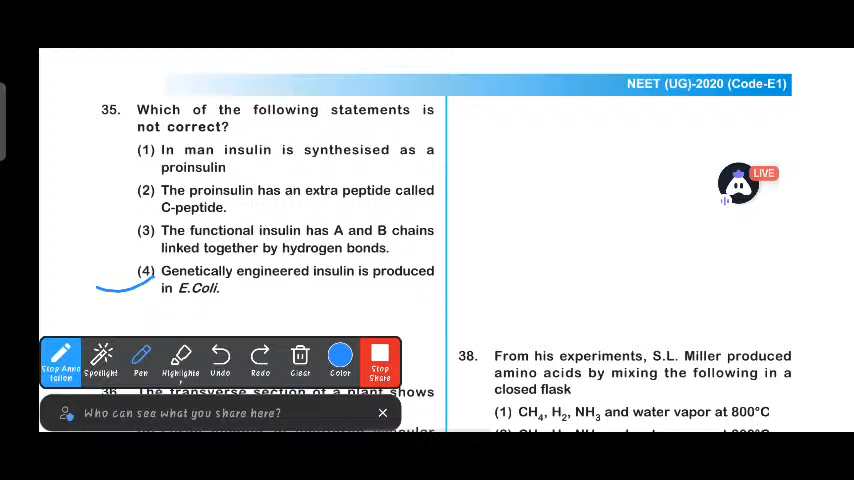 NEET (UG)-2020 (Code-E1)
35. Which of the following statements is
not correct?
(1) In man insulin is synthesised as a
proinsulin
(2) The proinsulin has an extra peptide called
C-peptide.
(3) The functional insulin has A and B chains
linked together by hydrogen bonds.
(4) Genetically engineered insulin is produced
in E.Coli.
LIVE
Stop Anno
tation
Spotlight
Pen
Highlighte
r
Undo
Redo
Clear
Color
Stop
Share
36. The transverse section of a plant shows
Who can see what you share here?
38. From his experiments, S.L. Miller produced
amino acids by mixing the following in a
closed flask
(1) CH4, H2, NH3 and water vapor at 800°C